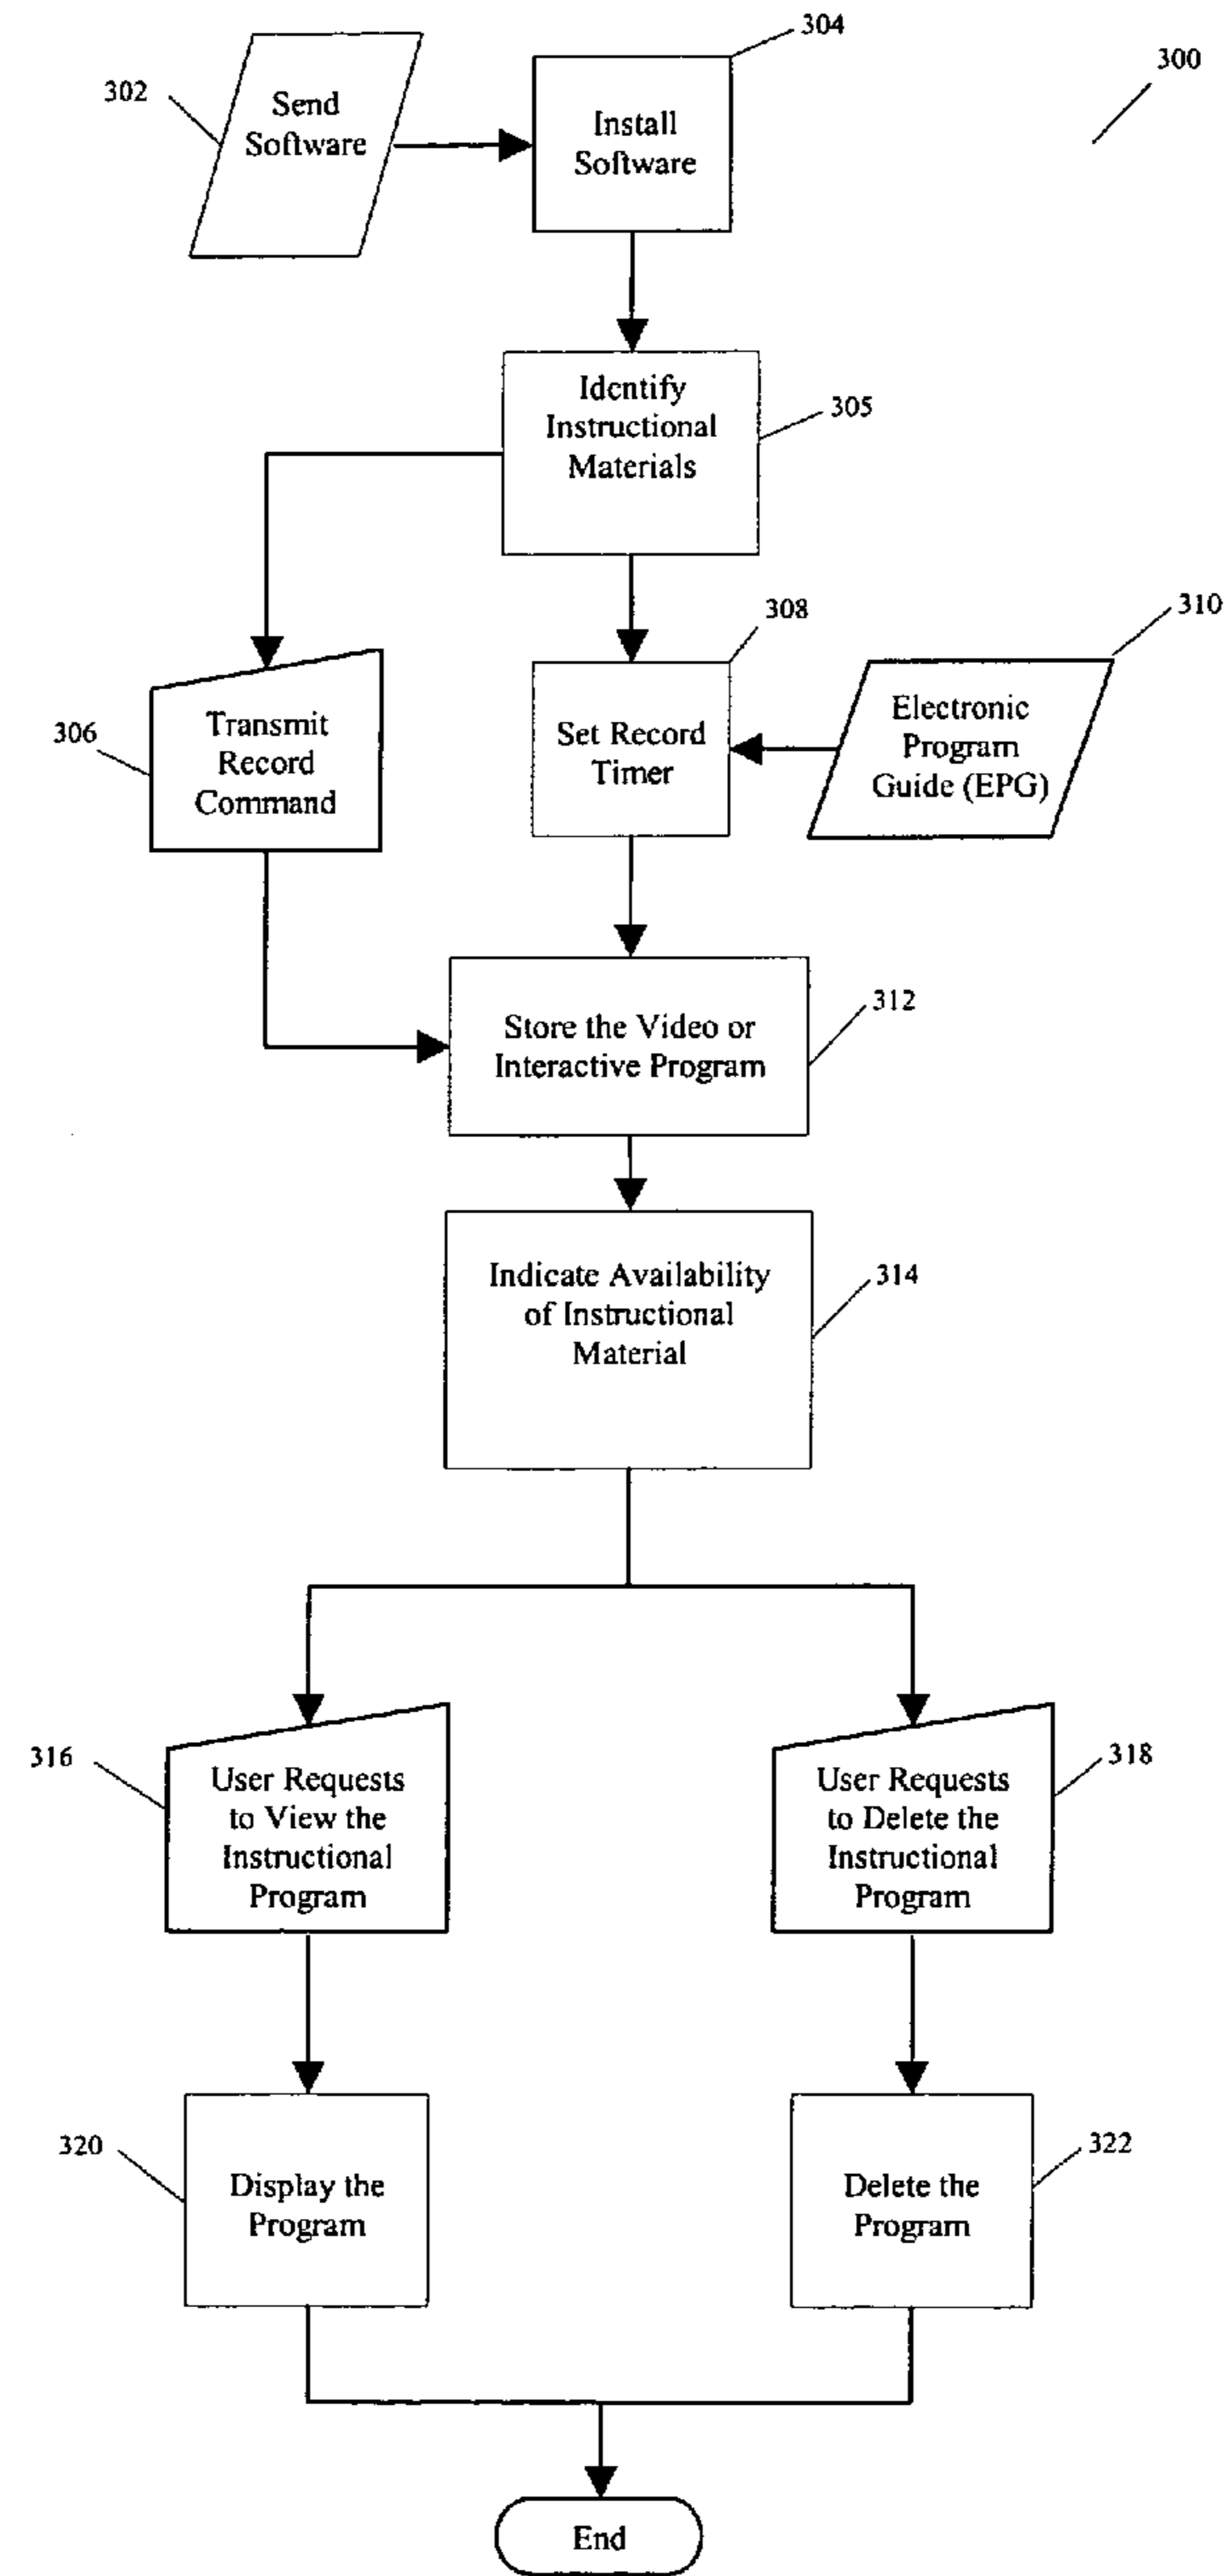 304
300
302
Send
Software
Install
Software
Identify
Instructional
Materials
305
308
310
306
Transmit
Record
Command
Set Record
Timer
Electronic
Program
Guide (EPG)
312
Store the Video or
Interactive Program
314
Indicate Availability
of Instructional
Material
316
User Requests
to View the
Instructional
Program
318
User Requests
to Delete the
Instructional
Program
320
Display the
Program
322
Delete the
Program
End